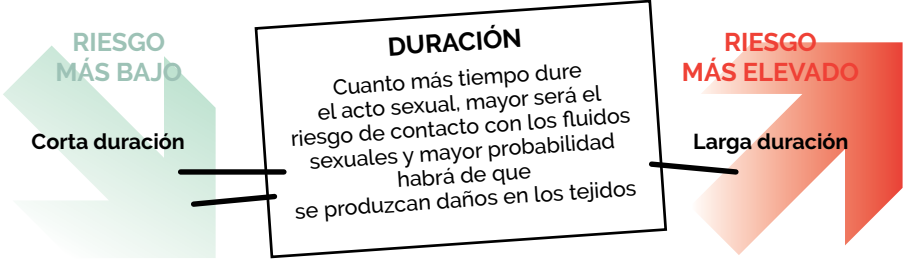 RIESGO
MÁS BAJO
Corta duración
DURACIÓN
Cuanto más tiempo dure
el acto sexual, mayor será el
riesgo de contacto con los fluidos
sexuales y mayor probabilidad
habrá de que
se produzcan daños en los tejidos
RIESGO
MÁS ELEVADO
Larga duración